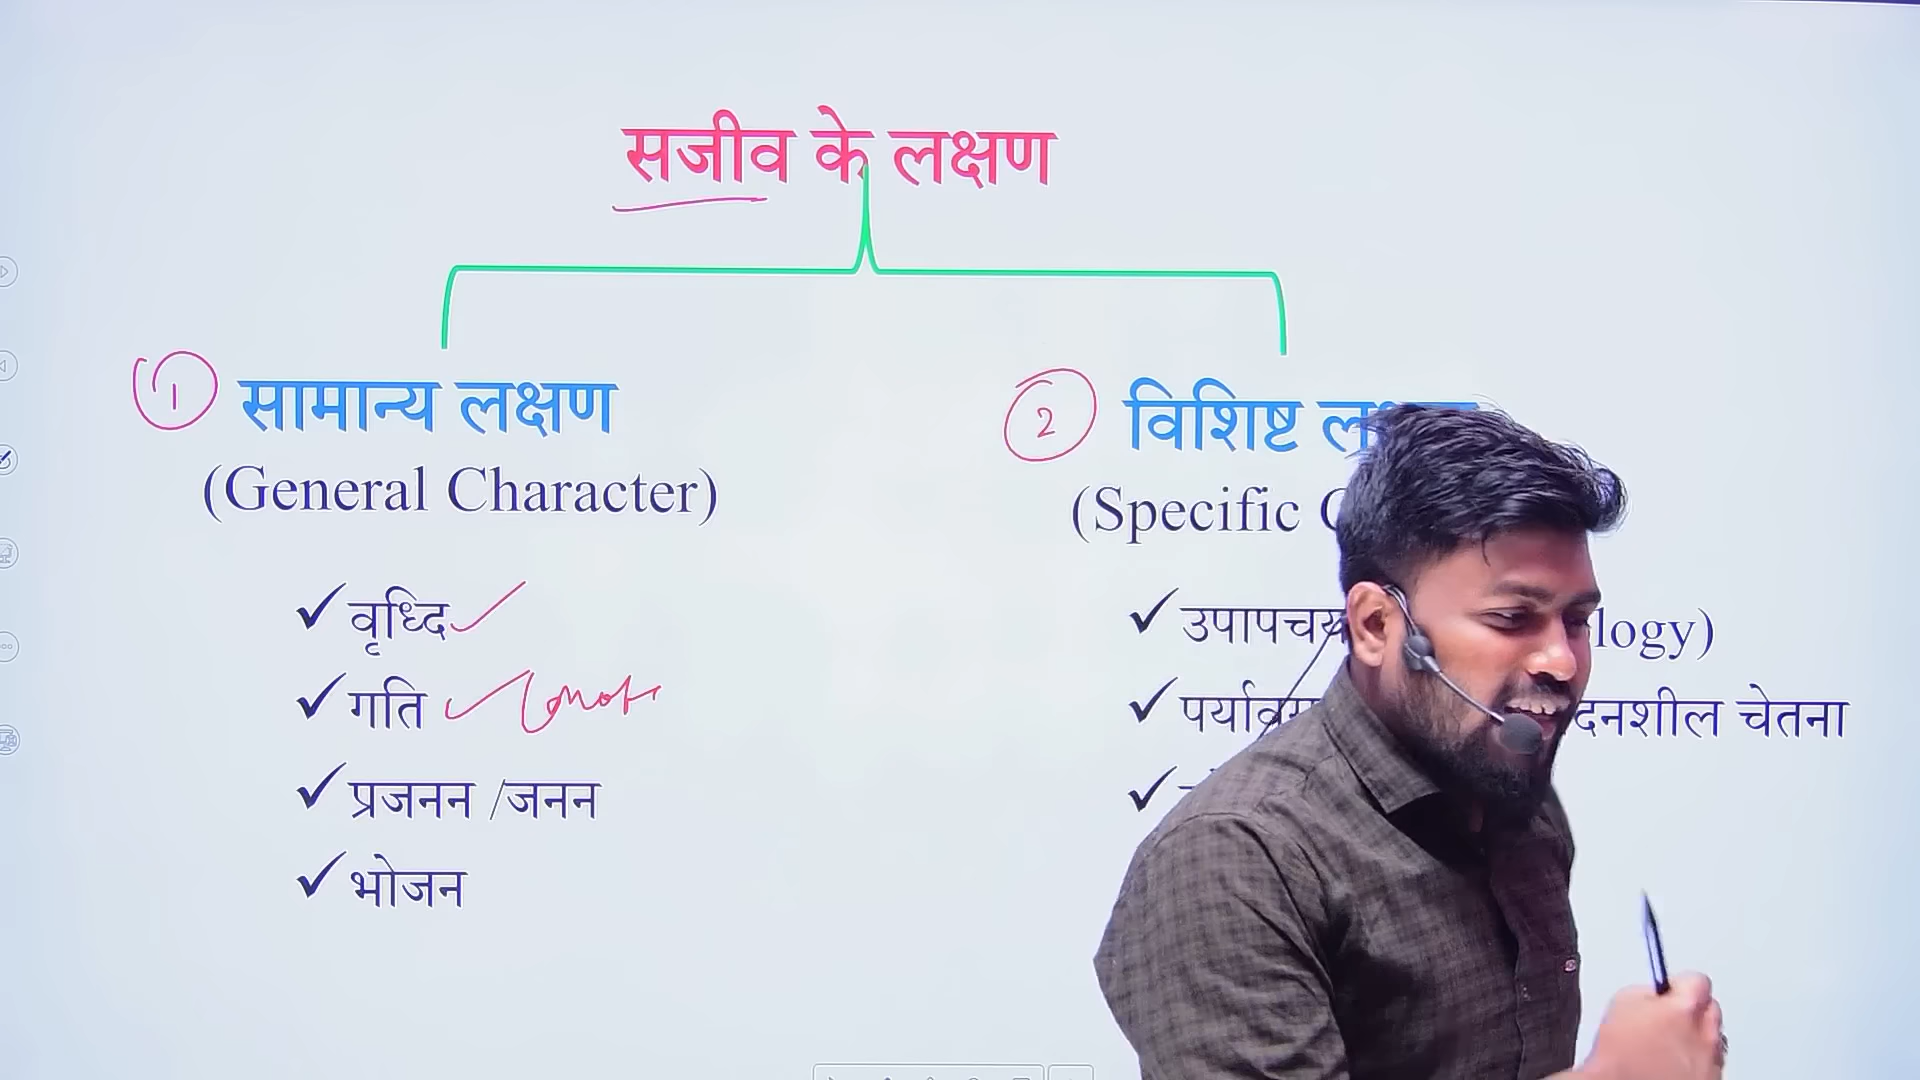 सजीव के लक्षण
1 सामान्य लक्षण
(General Character)
✓ वृध्दि
✓ गति
✓ प्रजनन /जनन
✓ भोजन
2 विशिष्ट
(Specific
✓ उपापचय logy)
✓ दनशील चेतना